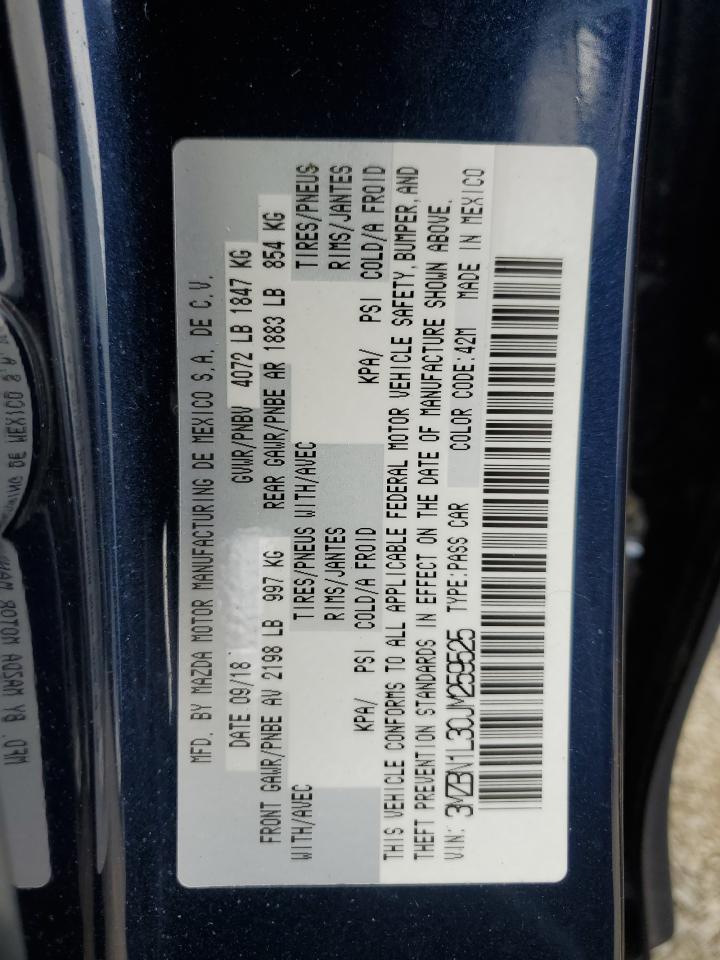 MFD. BY MAZDA MOTOR MANUFACTURING DE MEXICO S.A. DE C.V.
DATE 09/18 GVWR/PNBV 4072 LB 1847 KG
FRONT GAWR/PNBE AV 2198 LB 997 KG REAR GAWR/PNBE AR 1883 LB 854 KG
WITH/AVEC TIRES/PNEUS WITH/AVEC TIRES/PNEUS
RIMS/JANTES RIMS/JANTES
KPA/ PSI COLD/A FROID KPA/ PSI COLD/A FROID
THIS VEHICLE CONFORMS TO ALL APPLICABLE FEDERAL MOTOR VEHICLE SAFETY, BUMPER, AND
THEFT PREVENTION STANDARDS IN EFFECT ON THE DATE OF MANUFACTURE SHOWN ABOVE.
VIN: 3MZBN1L30JM259525 TYPE:PASS CAR COLOR CODE:42M MADE IN MEXICO